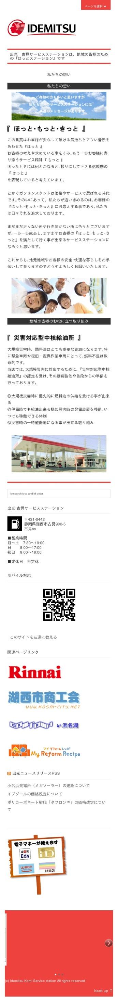 ページを選択
IDEMITSU
出光　古見サービスステーションは、地域の皆様のため
の『ほっとステーション』です
私たちの想い
私たちの想い
ご存知の方も多いと思いますが
私たち出光のサービスステーションには
共通のメッセージがあります
『 ほっと・もっと・きっと 』
この言葉はお客様が安心して頂ける気持ちとアツい情熱を
あわせた『ほっと 』
お客様の考えや求めている事をくみ、もう一歩お客様に寄
り添うサービス精神『 もっと 』
困ったときには何とかなると、頼りにして下さる信頼感の
『 きっと 』
を表現していると考えています。
とかくガソリンスタンドは価格やサービスで選ばれる時代
です。その中にあって、私たちが追い求めるのは、お客様の
『ほっと・もっと・きっと』にお応えする事であり、私たち
は日々それを追求しております。
まだまだ足りない所や行き届かない所は色々とございます
が、一歩一歩成長し、ますますお客様の『ほっと・もっと・き
っと』を満たして行く事が出来るサービスステーションに
なろうと思います。
これからも、地元地域やお客様の安全・快適な暮らしをお手
伝いして参りますのでどうぞよろしくお願いいたします。
地域の皆様のお役に立つ取り組み
『 災害対応型中核給油所 』
大規模災害時、燃料油はとても重要な資源になります。特
に緊急車両や復旧・復興作業車両にとって、燃料不足は致
命的です。
当店では、大規模災害に対応するために、『災害対応型中核
給油所』の認定を受け、その設備強化や普段からの準備を
行っております。
◎大規模災害時に優先的に燃料油の供給を受ける事が出来
る
◎停電時でも給油出来る様に災害時の発電装置を整備。い
つでも稼働できる体制
◎災害時の一時避難地になる事が出来る取り組み
to search type and hit enter
出光 古見サービスステーション
〒431-0442
静岡県湖西市古見980-5
古見ss
■営業時間
月〜土　7:30〜19:00
日　　8:00〜17:00
祝日　8:00〜18:00
■定休日　不定休
モバイル対応
このサイトを友達に教える
関連ページリンク
Rinnai
湖西市商工会
WWW.KOSAI-CITY.NET
COMTOWN in 浜名湖
マイリフォームレシピ
My Reform Recipe
出光ニュースリリースRSS
小名浜発電所（メガソーラー）の建設について
イプゾールの価格改定について
ポリカーボネート樹脂「タフロン™」の価格改定につい
て
電子マネーが使えます
楽天
Edy
iD
WAON
nanaco
(c) Idemitsu Komi Service station All rights reserved
back up ↑